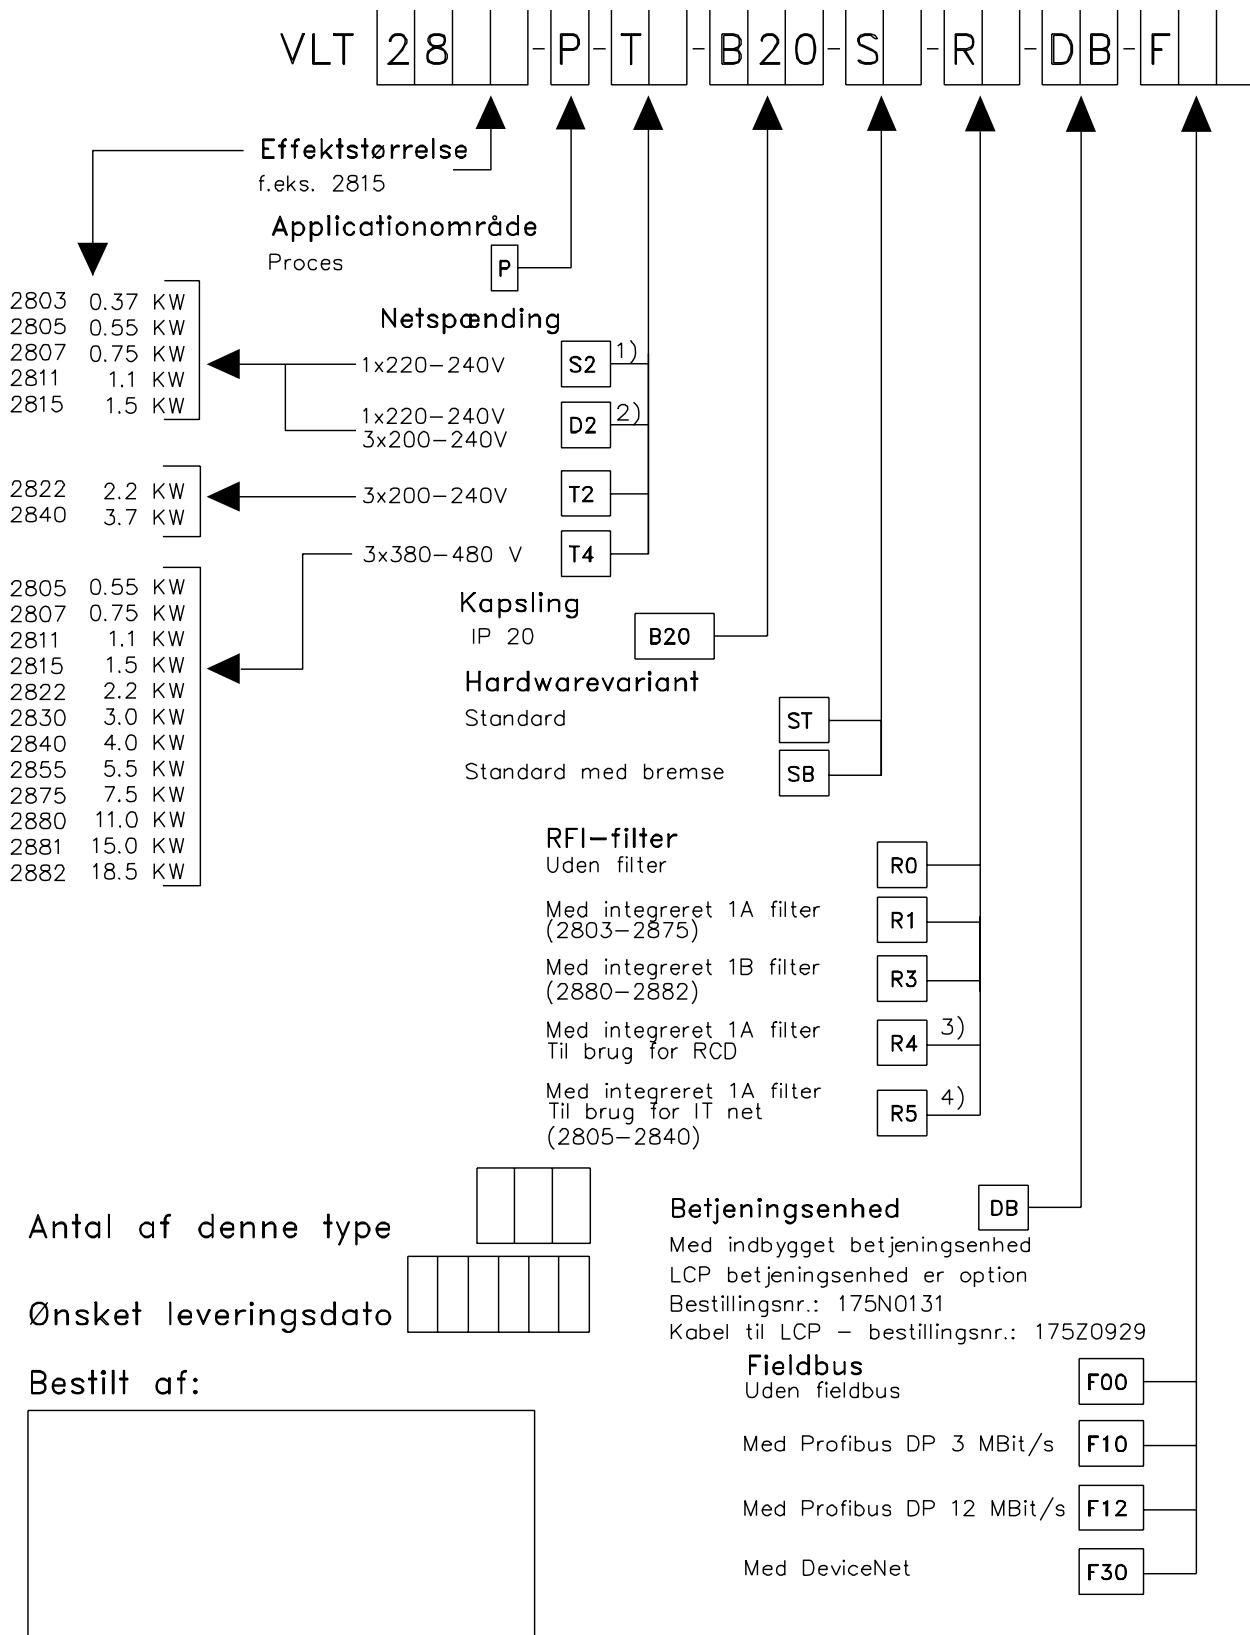 VLT 28 -P-T -B20-S -R -DB-F
Effektstørrelse
f.eks. 2815
Applicationområde
Proces P
2803 0.37 KW
2805 0.55 KW
2807 0.75 KW
2811 1.1 KW
2815 1.5 KW
Netspænding
1x220-240V S2 1)
1x220-240V
3x200-240V D2 2)
2822 2.2 KW
2840 3.7 KW
3x200-240V T2
3x380-480 V T4
2805 0.55 KW
2807 0.75 KW
2811 1.1 KW
2815 1.5 KW
2822 2.2 KW
2830 3.0 KW
2840 4.0 KW
2855 5.5 KW
2875 7.5 KW
2880 11.0 KW
2881 15.0 KW
2882 18.5 KW
Kapsling
IP 20 B20
Hardwarevariant
Standard ST
Standard med bremse SB
RFI-filter
Uden filter R0
Med integreret 1A filter
(2803-2875) R1
Med integreret 1B filter
(2880-2882) R3
Med integreret 1A filter
Til brug for RCD R4 3)
Med integreret 1A filter
Til brug for IT net
(2805-2840) R5 4)
Antal af denne type
Ønsket leveringsdato
Bestilt af:
Betjeningsenhed DB
Med indbygget betjeningsenhed
LCP betjeningsenhed er option
Bestillingsnr.: 175N0131
Kabel til LCP - bestillingsnr.: 175Z0929
Fieldbus
Uden fieldbus F00
Med Profibus DP 3 MBit/s F10
Med Profibus DP 12 MBit/s F12
Med DeviceNet F30